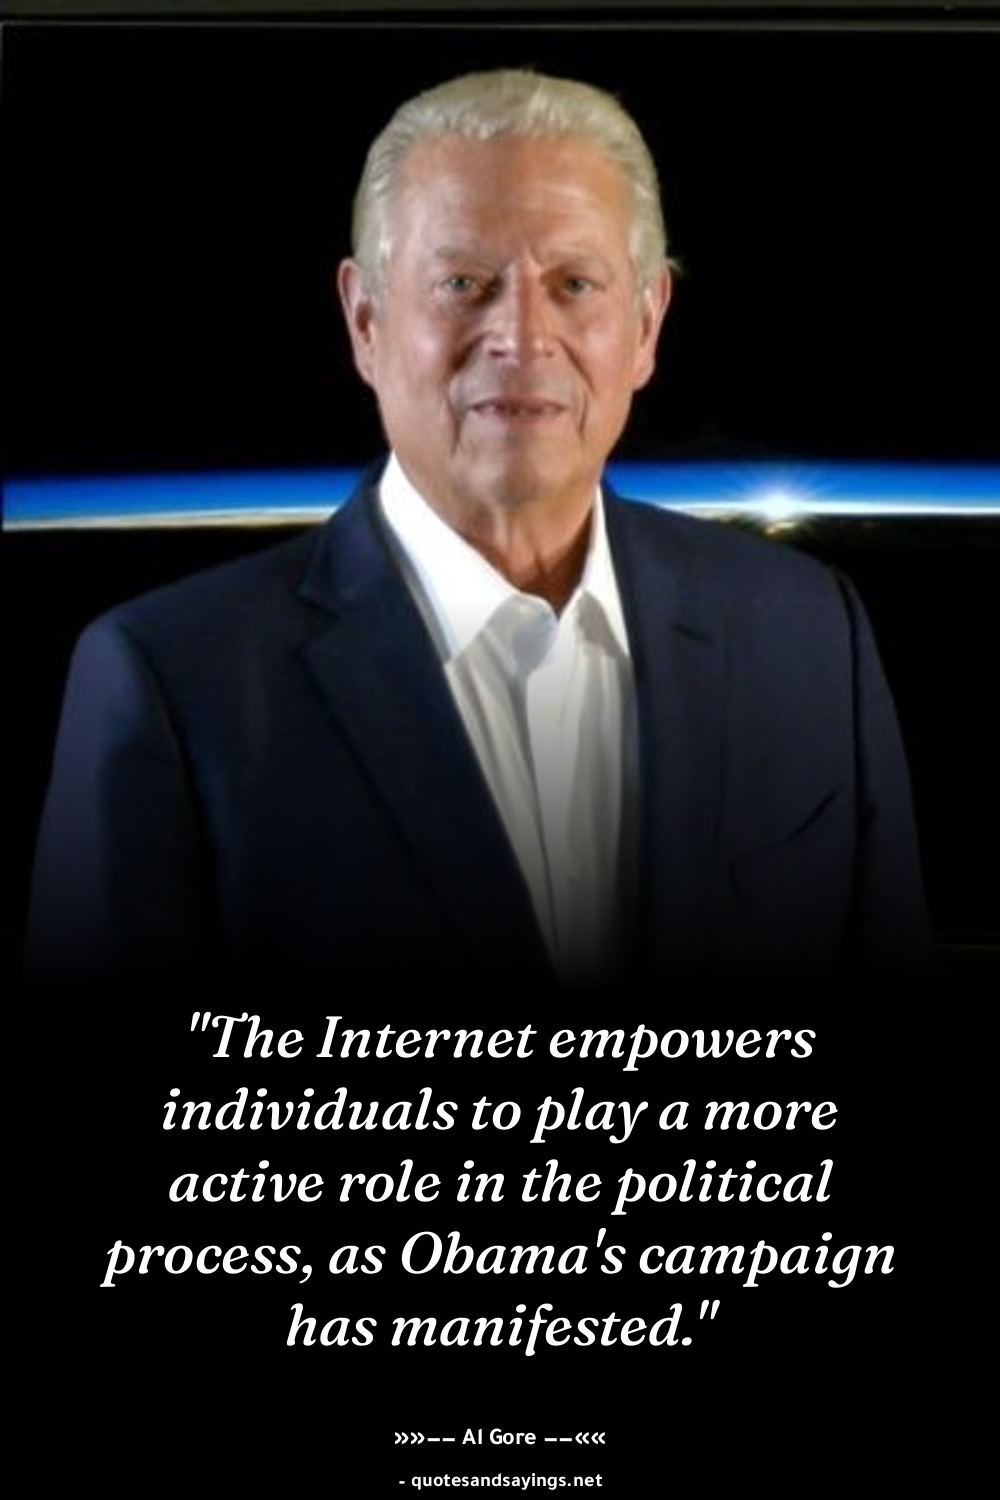 "The Internet empowers
individuals to play a more
active role in the political
process, as Obama's campaign
has manifested."
»»−− Al Gore −−««
- quotesandsayings.net